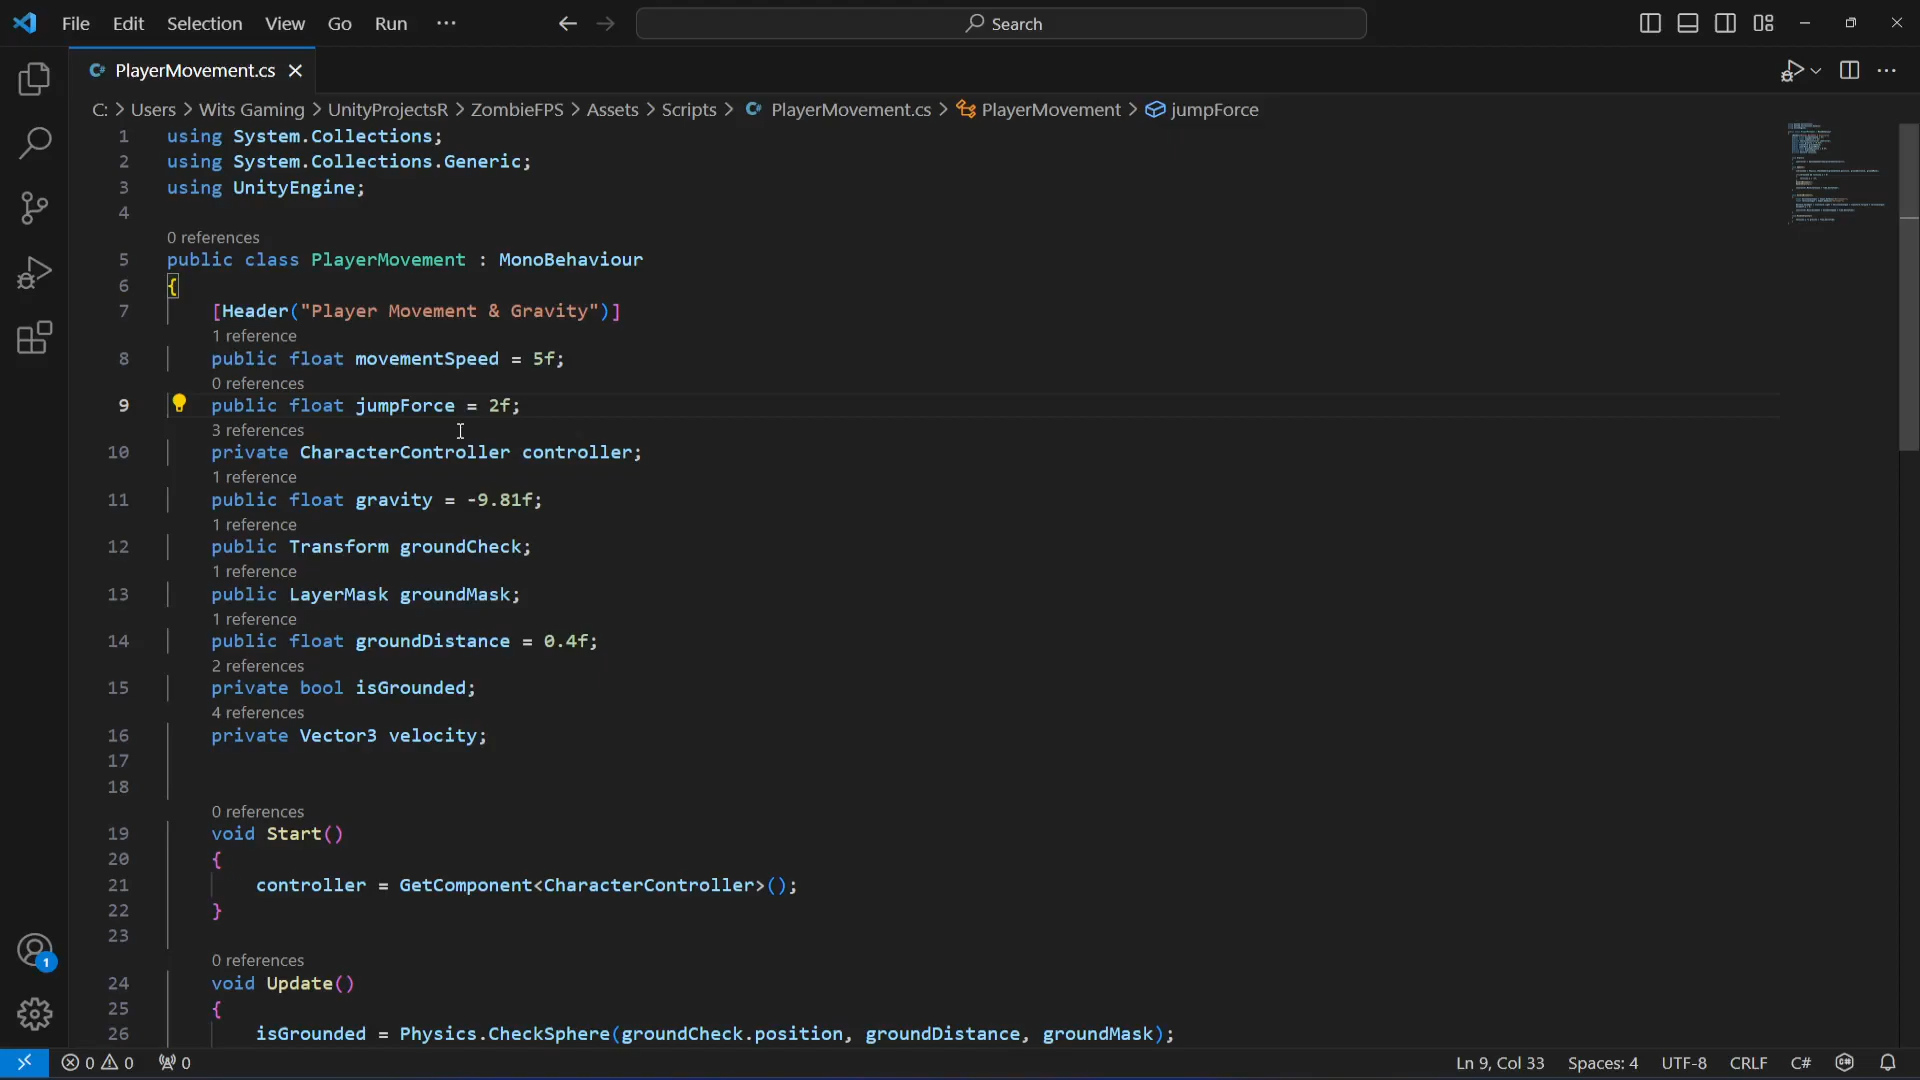 File Edit Selection View Go Run ··· Search
PlayerMovement.cs
C: > Users > Wits Gaming > UnityProjectsR > ZombieFPS > Assets > Scripts > PlayerMovement.cs > PlayerMovement > jumpForce
1 using System.Collections;
2 using System.Collections.Generic;
3 using UnityEngine;
4
0 references
5 public class PlayerMovement : MonoBehaviour
6 {
7 [Header("Player Movement & Gravity")]
1 reference
8 public float movementSpeed = 5f;
0 references
9 public float jumpForce = 2f;
3 references
10 private CharacterController controller;
1 reference
11 public float gravity = -9.81f;
1 reference
12 public Transform groundCheck;
1 reference
13 public LayerMask groundMask;
1 reference
14 public float groundDistance = 0.4f;
2 references
15 private bool isGrounded;
4 references
16 private Vector3 velocity;
17
18
0 references
19 void Start()
20 {
21 controller = GetComponent<CharacterController>();
22 }
23
0 references
24 void Update()
25 {
26 isGrounded = Physics.CheckSphere(groundCheck.position, groundDistance, groundMask);
1
0 0 0 Ln 9, Col 33 Spaces: 4 UTF-8 CRLF C#